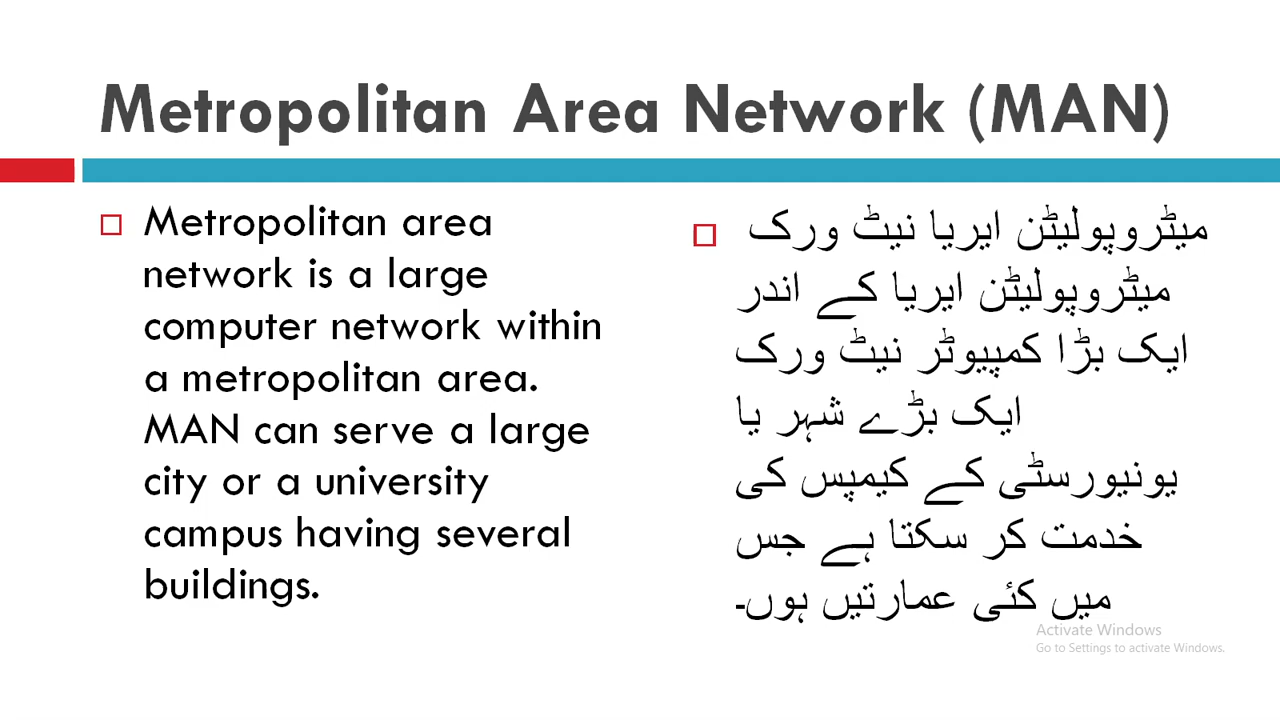 Metropolitan Area Network (MAN)
Metropolitan area
network is a large
computer network within
a metropolitan area.
MAN can serve a large
city or a university
campus having several
buildings.
میٹروپولیٹن ایریا نیٹ ورک
میٹروپولیٹن ایریا کے اندر
ایک بڑا کمپیوٹر نیٹ ورک
ایک بڑے شہر یا
یونیورسٹی کے کیمپس کی
خدمت کر سکتا ہے جس
میں کئی عمارتیں ہوں۔
Activate Windows
Go to Settings to activate Windows.